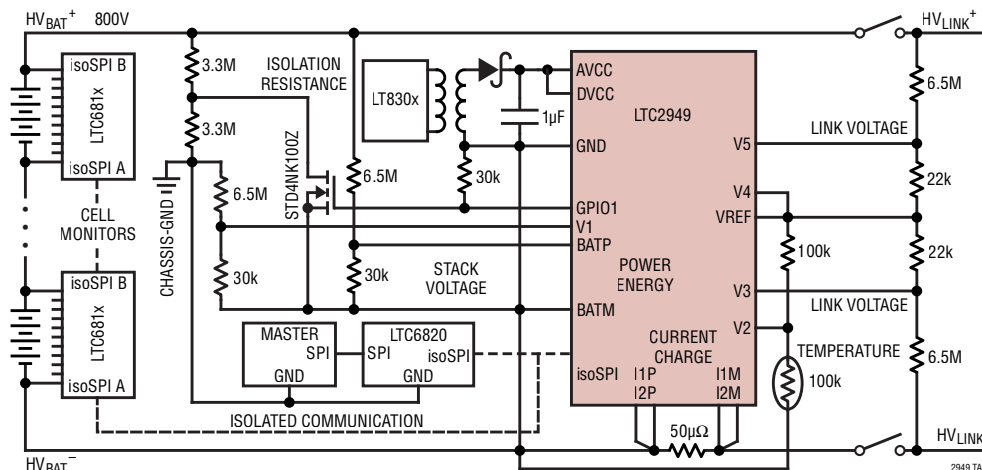 HVBAT+ 800V
HVLINK+
isoSPI B
LTC681x
isoSPI A
CELL
MONITORS
isoSPI B
LTC681x
isoSPI A
3.3M
3.3M
ISOLATION
RESISTANCE
CHASSIS-GND
6.5M
30k
STD4NK100Z
6.5M
30k
STACK
VOLTAGE
LT830x
1µF
30k
AVCC
DVCC
LTC2949
GND
GPIO1
V1
BATP
POWER
ENERGY
BATM
CURRENT
CHARGE
isoSPI
I1P
I2P
I1M
I2M
V5
V4
VREF
V3
V2
LINK VOLTAGE
6.5M
22k
22k
100k
LINK VOLTAGE
TEMPERATURE
100k
6.5M
MASTER
SPI
GND
LTC6820
SPI
isoSPI
GND
ISOLATED COMMUNICATION
50µΩ
HVBAT−
HVLINK
2949 TA